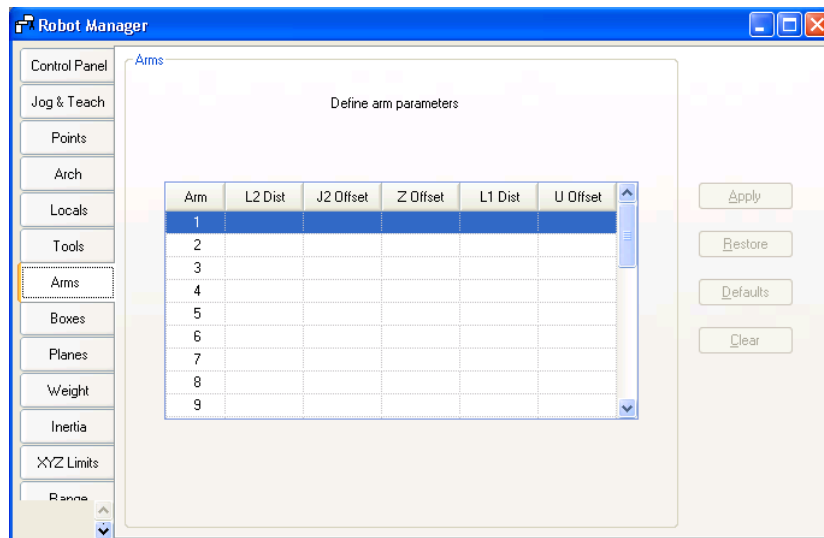 Robot Manager
Control Panel
Jog & Teach
Points
Arch
Locals
Tools
Arms
Boxes
Planes
Weight
Inertia
XYZ Limits
Range
Arms
Define arm parameters
Arm L2 Dist J2 Offset Z Offset L1 Dist U Offset
1
2
3
4
5
6
7
8
9
Apply
Restore
Defaults
Clear